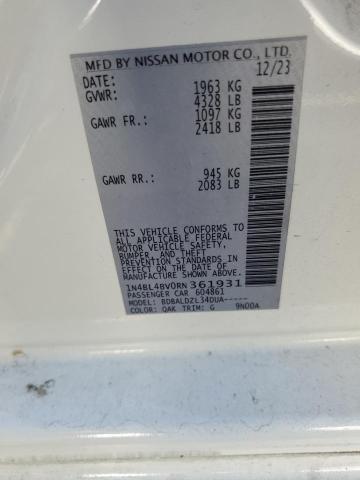 MFD BY NISSAN MOTOR CO., LTD.
DATE: 12/23
GVWR: 1963 KG
4328 LB
GAWR FR.: 1097 KG
2418 LB
GAWR RR.: 945 KG
2083 LB
THIS VEHICLE CONFORMS TO
ALL APPLICABLE FEDERAL
MOTOR VEHICLE SAFETY,
BUMPER, AND THEFT
PREVENTION STANDARDS
IN EFFECT ON THE DATE OF
MANUFACTURE SHOWN ABOVE.
1N4BL4BV0RN361931
PASSENGER CAR 604861
MODEL: BDBALDZL34DUA-----
COLOR: QAK TRIM: G 9N00A